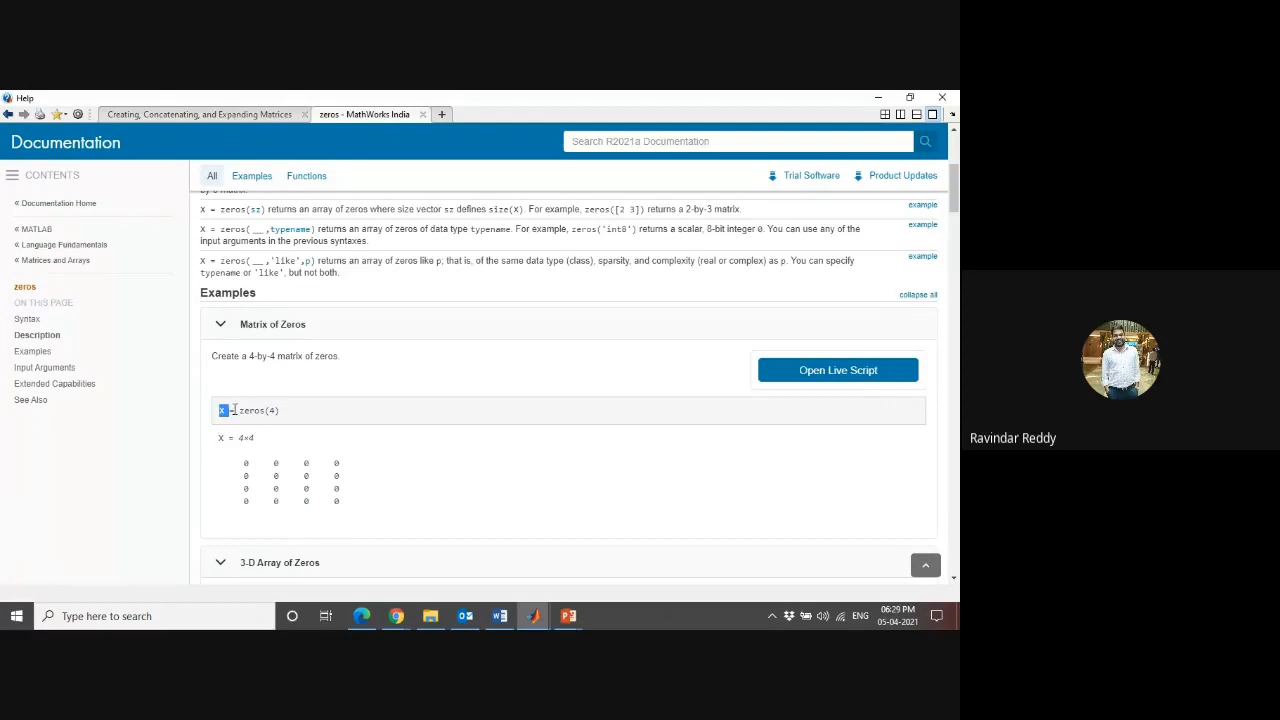 Help
Creating, Concatenating, and Expanding Matrices
zeros - MathWorks India
Documentation
Search R2021a Documentation
CONTENTS
All
Examples
Functions
Trial Software
Product Updates
« Documentation Home
« MATLAB
« Language Fundamentals
« Matrices and Arrays
zeros
ON THIS PAGE
Syntax
Description
Examples
Input Arguments
Extended Capabilities
See Also
X = zeros(sz) returns an array of zeros where size vector sz defines size(X). For example, zeros([2 3]) returns a 2-by-3 matrix.
example
X = zeros(__,typename) returns an array of zeros of data type typename. For example, zeros('int8') returns a scalar, 8-bit integer 0. You can use any of the
input arguments in the previous syntaxes.
example
X = zeros(__,'like',p) returns an array of zeros like p; that is, of the same data type (class), sparsity, and complexity (real or complex) as p. You can specify
typename or 'like', but not both.
example
Examples
collapse all
Matrix of Zeros
Create a 4-by-4 matrix of zeros.
Open Live Script
X = zeros(4)
X = 4×4
0 0 0 0
0 0 0 0
0 0 0 0
0 0 0 0
3-D Array of Zeros
Type here to search
ENG
06:29 PM
05-04-2021
Ravindar Reddy